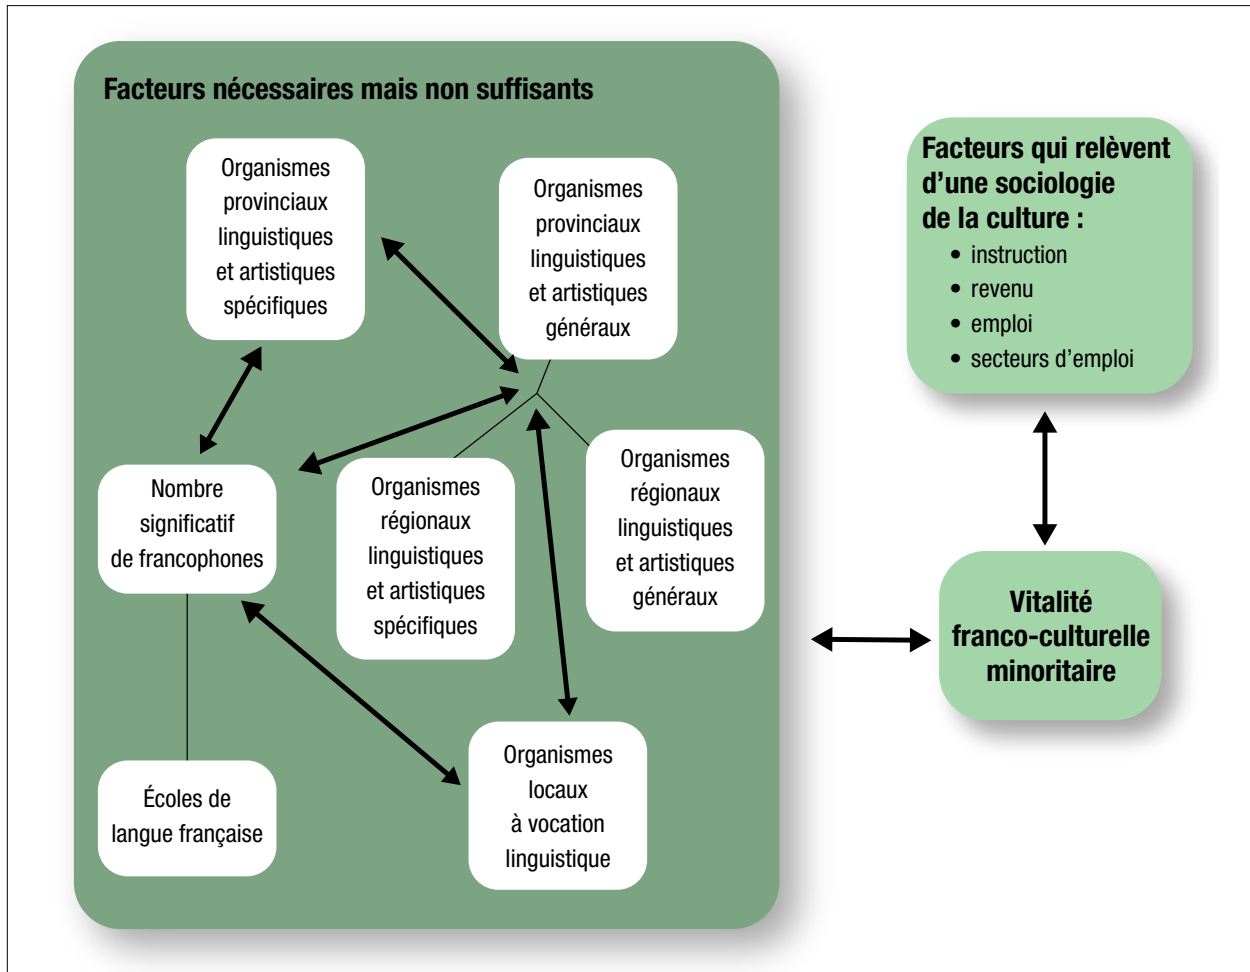 Facteurs nécessaires mais non suffisants
Organismes
provinciaux
linguistiques
et artistiques
spécifiques
Organismes
provinciaux
linguistiques
et artistiques
généraux
Nombre
significatif
de francophones
Organismes
régionaux
linguistiques
et artistiques
spécifiques
Organismes
régionaux
linguistiques
et artistiques
généraux
Écoles de
langue française
Organismes
locaux
à vocation
linguistique
Facteurs qui relèvent
d’une sociologie
de la culture :
• instruction
• revenu
• emploi
• secteurs d’emploi
Vitalité
franco-culturelle
minoritaire